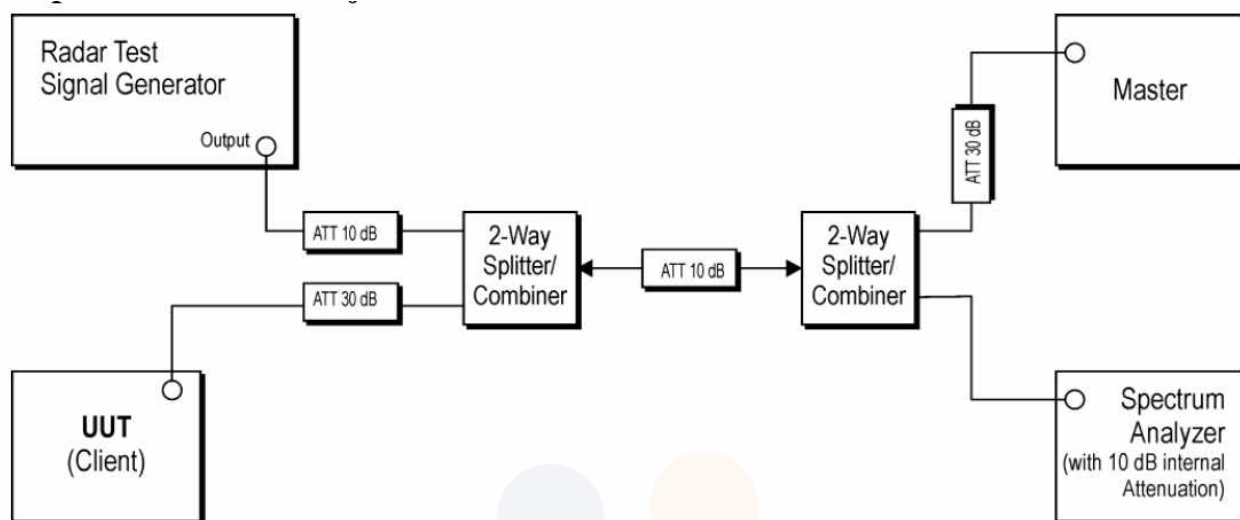 Radar Test
Signal Generator
Output
ATT 10 dB
ATT 30 dB
2-Way
Splitter/
Combiner
ATT 10 dB
2-Way
Splitter/
Combiner
ATT 30 dB
Master
UUT
(Client)
Spectrum
Analyzer
(with 10 dB internal
Attenuation)